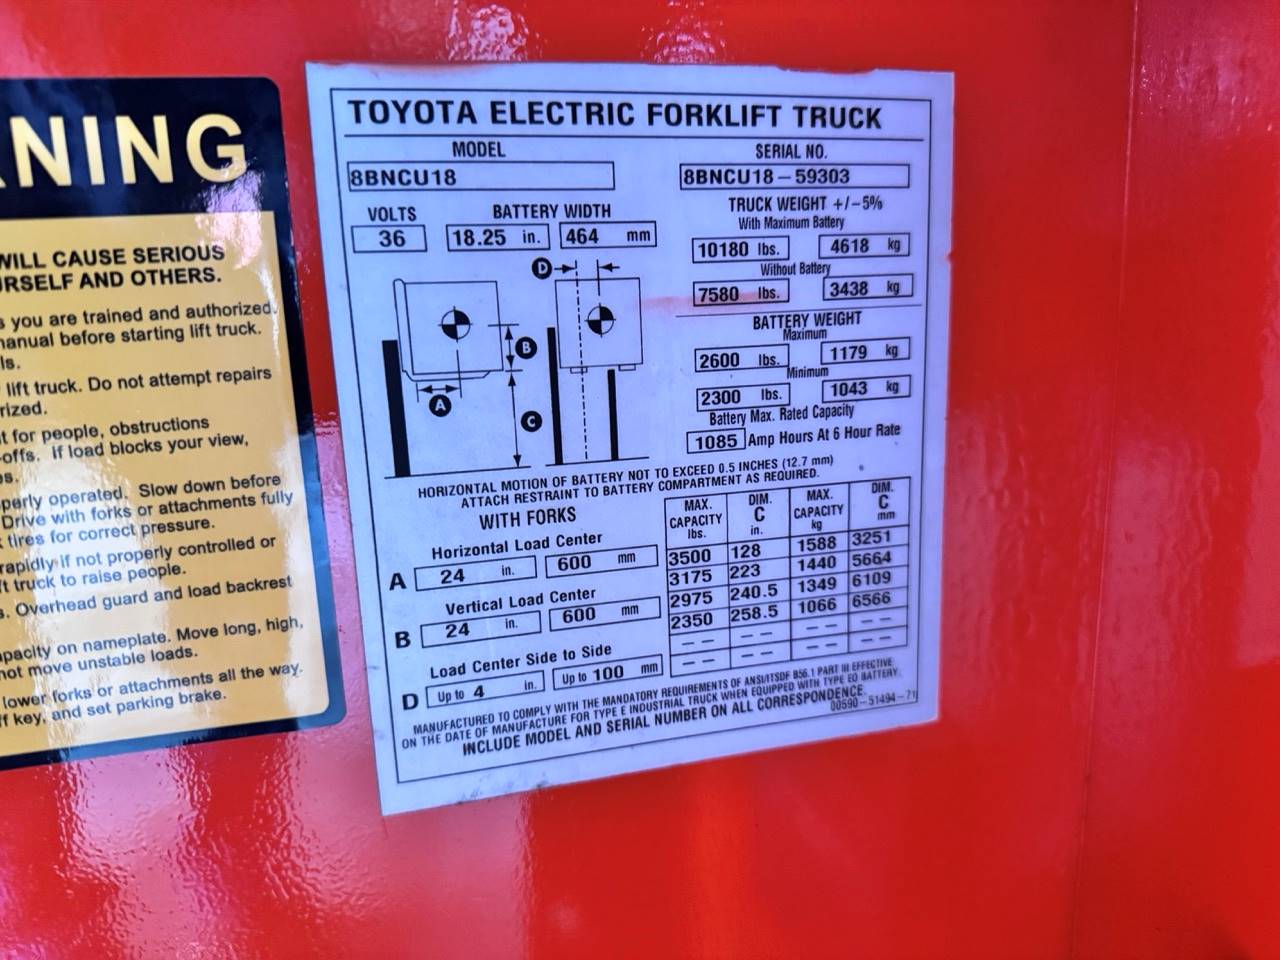 NING
WILL CAUSE SERIOUS
URSELF AND OTHERS.
s you are trained and authorized.
manual before starting lift truck.
ls.
lift truck. Do not attempt repairs
rized.
t for people, obstructions
-offs. If load blocks your view,
es.
perly operated. Slow down before
Drive with forks or attachments fully
tires for correct pressure.
rapidly if not properly controlled or
ft truck to raise people.
s. Overhead guard and load backrest
apacity on nameplate. Move long, high,
not move unstable loads.
lower forks or attachments all the way.
ff key, and set parking brake.
TOYOTA ELECTRIC FORKLIFT TRUCK
MODEL
8BNCU18
SERIAL NO.
8BNCU18-59303
VOLTS
36
BATTERY WIDTH
18.25 in. 464 mm
TRUCK WEIGHT +/-5%
With Maximum Battery
10180 lbs. 4618 kg
Without Battery
7580 lbs. 3438 kg
BATTERY WEIGHT
Maximum
2600 lbs. 1179 kg
Minimum
2300 lbs. 1043 kg
Battery Max. Rated Capacity
1085 Amp Hours At 6 Hour Rate
D
B
A
C
HORIZONTAL MOTION OF BATTERY NOT TO EXCEED 0.5 INCHES (12.7 mm)
ATTACH RESTRAINT TO BATTERY COMPARTMENT AS REQUIRED.
WITH FORKS
Horizontal Load Center
A 24 in. 600 mm
Vertical Load Center
B 24 in. 600 mm
Load Center Side to Side
D Up to 4 in. Up to 100 mm
MAX. CAPACITY lbs. DIM. C in. MAX. CAPACITY kg DIM. C mm
3500 128 1588 3251
3175 223 1440 5664
2975 240.5 1349 6109
2350 258.5 1066 6566
-- -- -- --
-- -- -- --
MANUFACTURED TO COMPLY WITH THE MANDATORY REQUIREMENTS OF ANSI/ITSDF B56.1 PART III EFFECTIVE
ON THE DATE OF MANUFACTURE FOR TYPE E INDUSTRIAL TRUCK WHEN EQUIPPED WITH TYPE EO BATTERY.
INCLUDE MODEL AND SERIAL NUMBER ON ALL CORRESPONDENCE.
00590-51494-71